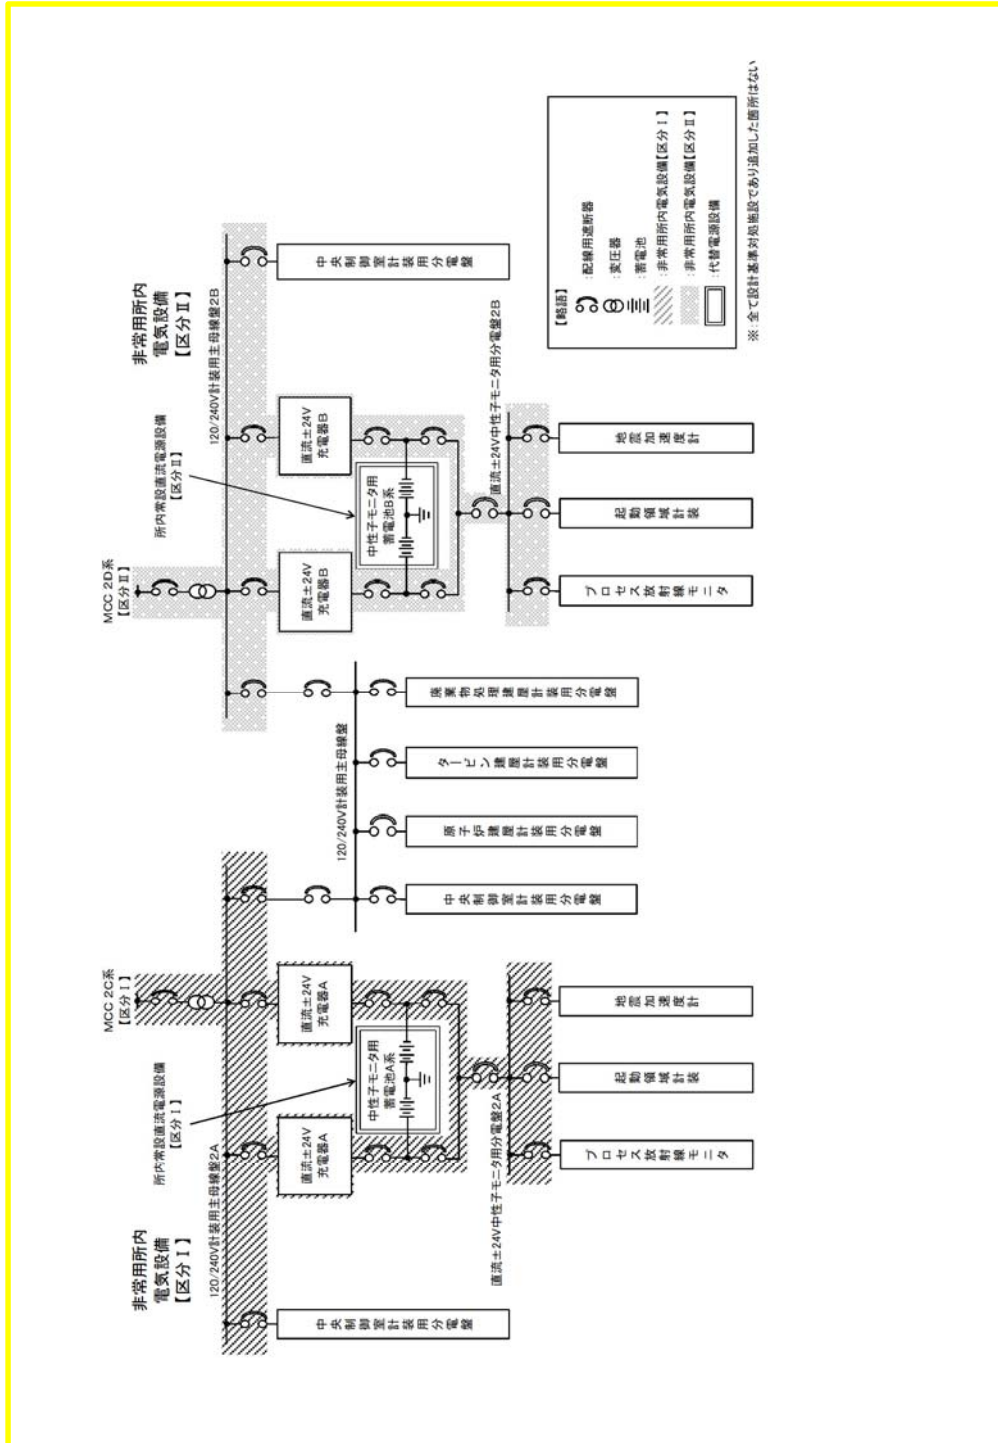 非常用所内
電気設備
【区分Ⅰ】
所内常設直流電源設備
【区分Ⅰ】
MCC 2C系
【区分Ⅰ】
120/240V計装用主母線盤2A
中央制御室計装用分電盤
直流±24V
充電器A
直流±24V
充電器A
中性子モニタ用
蓄電池A系
直流±24V中性子モニタ用分電盤2A
プロセス放射線モニタ
起動領域計装
地震加速度計
120/240V計装用主母線盤
中央制御室計装用分電盤
原子炉建屋計装用分電盤
タービン建屋計装用分電盤
廃棄物処理建屋計装用分電盤
MCC 2D系
【区分Ⅱ】
所内常設直流電源設備
【区分Ⅱ】
非常用所内
電気設備
【区分Ⅱ】
120/240V計装用主母線盤2B
直流±24V
充電器B
直流±24V
充電器B
中央制御室計装用分電盤
中性子モニタ用
蓄電池B系
直流±24V中性子モニタ用分電盤2B
プロセス放射線モニタ
起動領域計装
地震加速度計
【略語】
:配線用遮断器
:変圧器
:蓄電池
:非常用所内電気設備【区分Ⅰ】
:非常用所内電気設備【区分Ⅱ】
:代替電源設備
※:全て設計基準対処施設であり追加した箇所はない